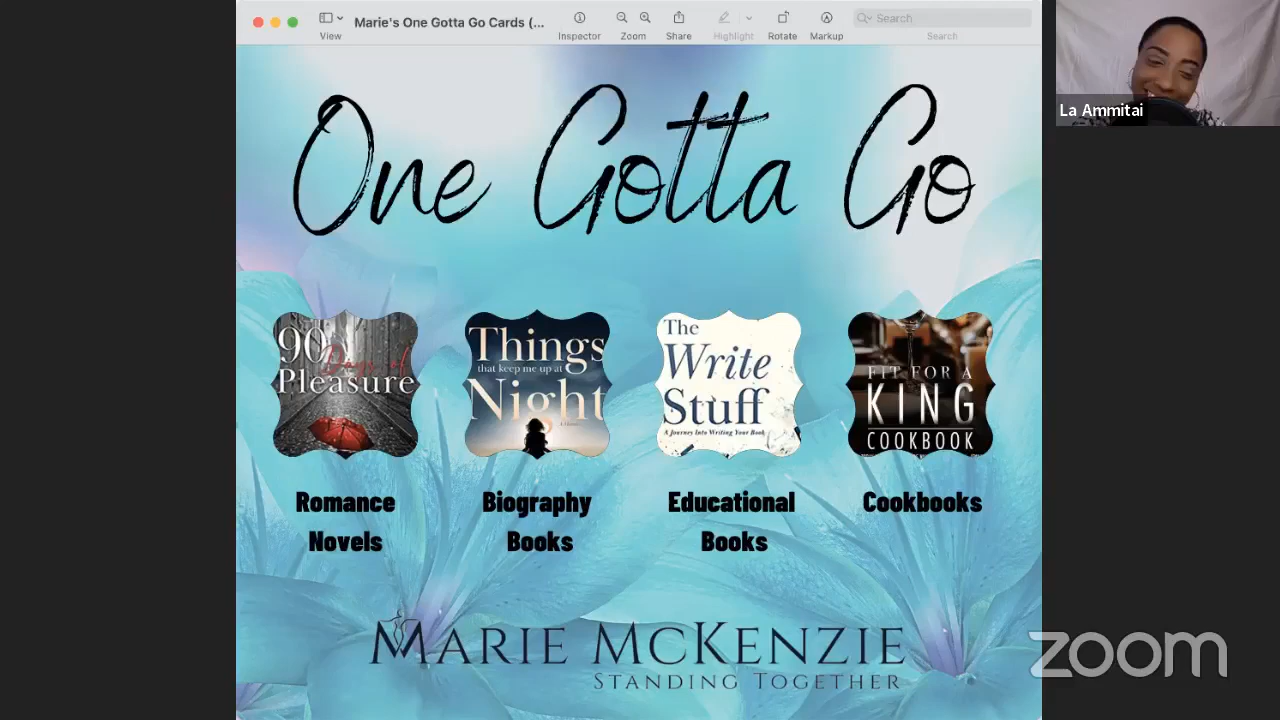 Marie's One Gotta Go Cards (...
View
Inspector
Zoom
Share
Highlight
Rotate
Markup
Search
Search
La Ammitai
One Gotta Go
90
Days of
Pleasure
Things
that keep me up at
Night
The
Write
Stuff
A Journey Into Writing Your Book
FIT FOR A
KING
COOKBOOK
Romance
Novels
Biography
Books
Educational
Books
Cookbooks
MARIE MCKENZIE
STANDING TOGETHER
zoom